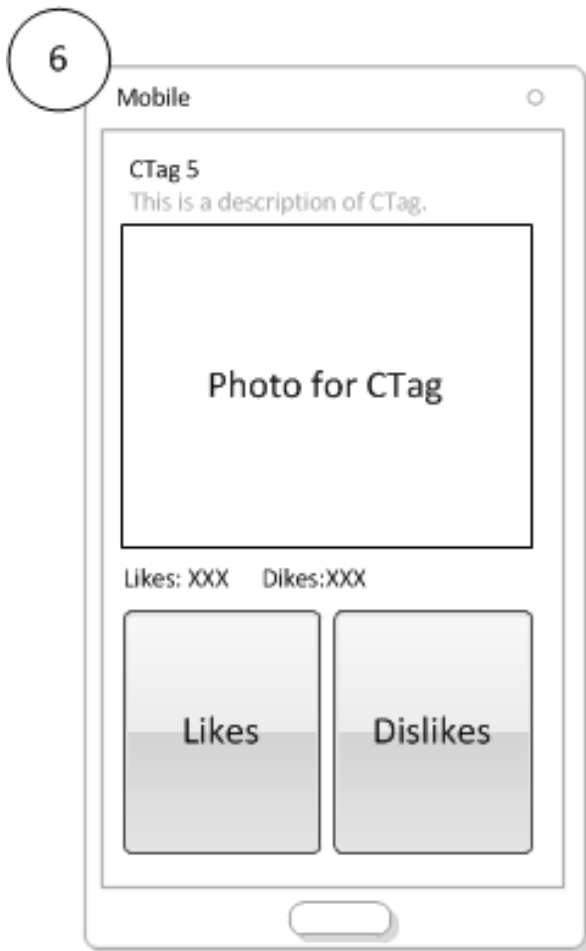 6
Mobile
CTag 5
This is a description of CTag.
Photo for CTag
Likes: XXX Dikes:XXX
Likes Dislikes